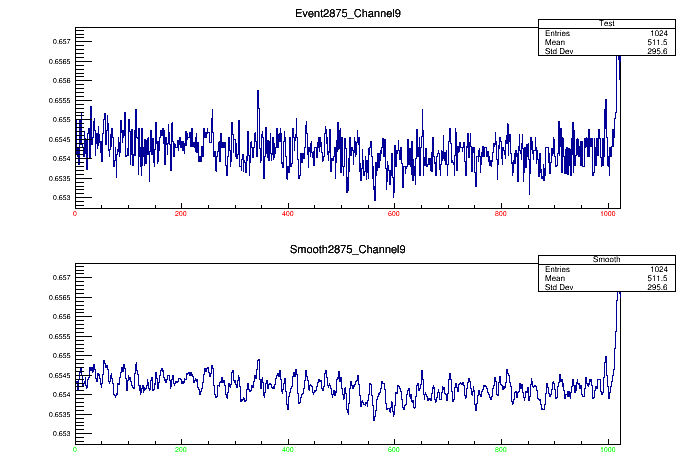 Event2875_Channel9
Test
Entries 1024
Mean 511.5
Std Dev 295.6
0.657
0.6565
0.656
0.6555
0.655
0.6545
0.654
0.6535
0.653
0 200 400 600 800 1000
Smooth2875_Channel9
Smooth
Entries 1024
Mean 511.5
Std Dev 295.6
0.657
0.6565
0.656
0.6555
0.655
0.6545
0.654
0.6535
0.653
0 200 400 600 800 1000